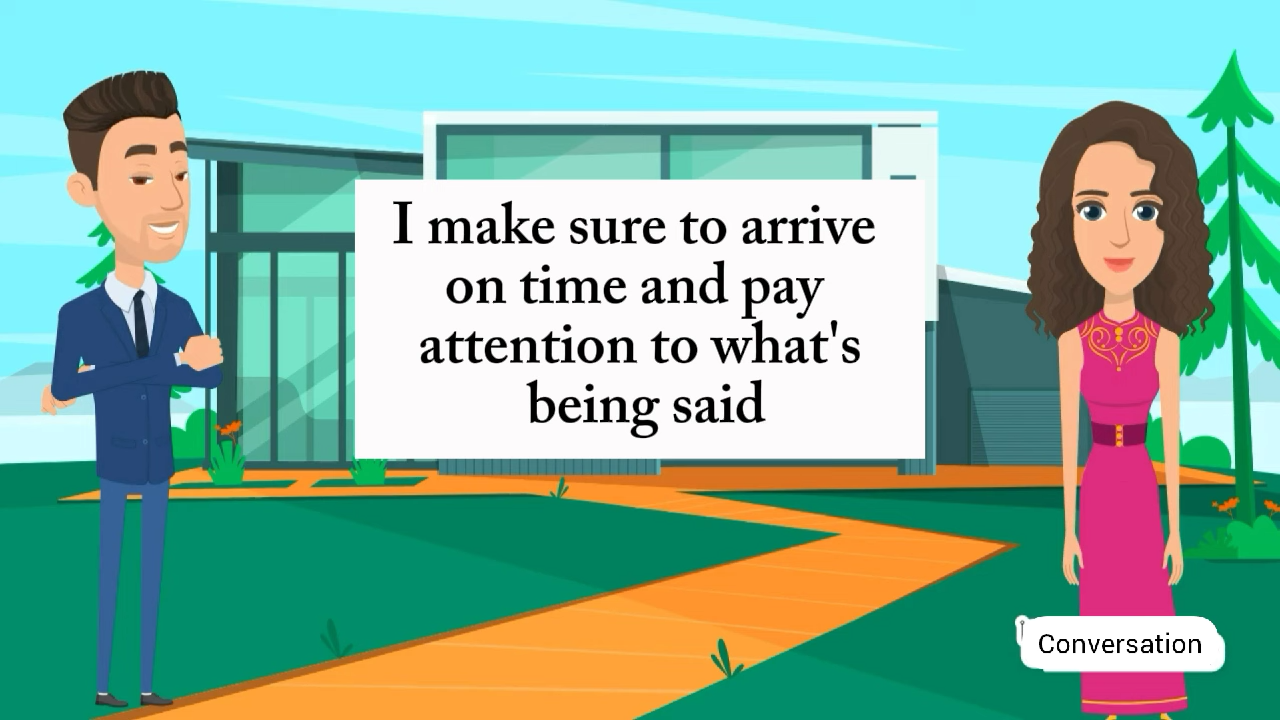 I make sure to arrive
on time and pay
attention to what's
being said
Conversation